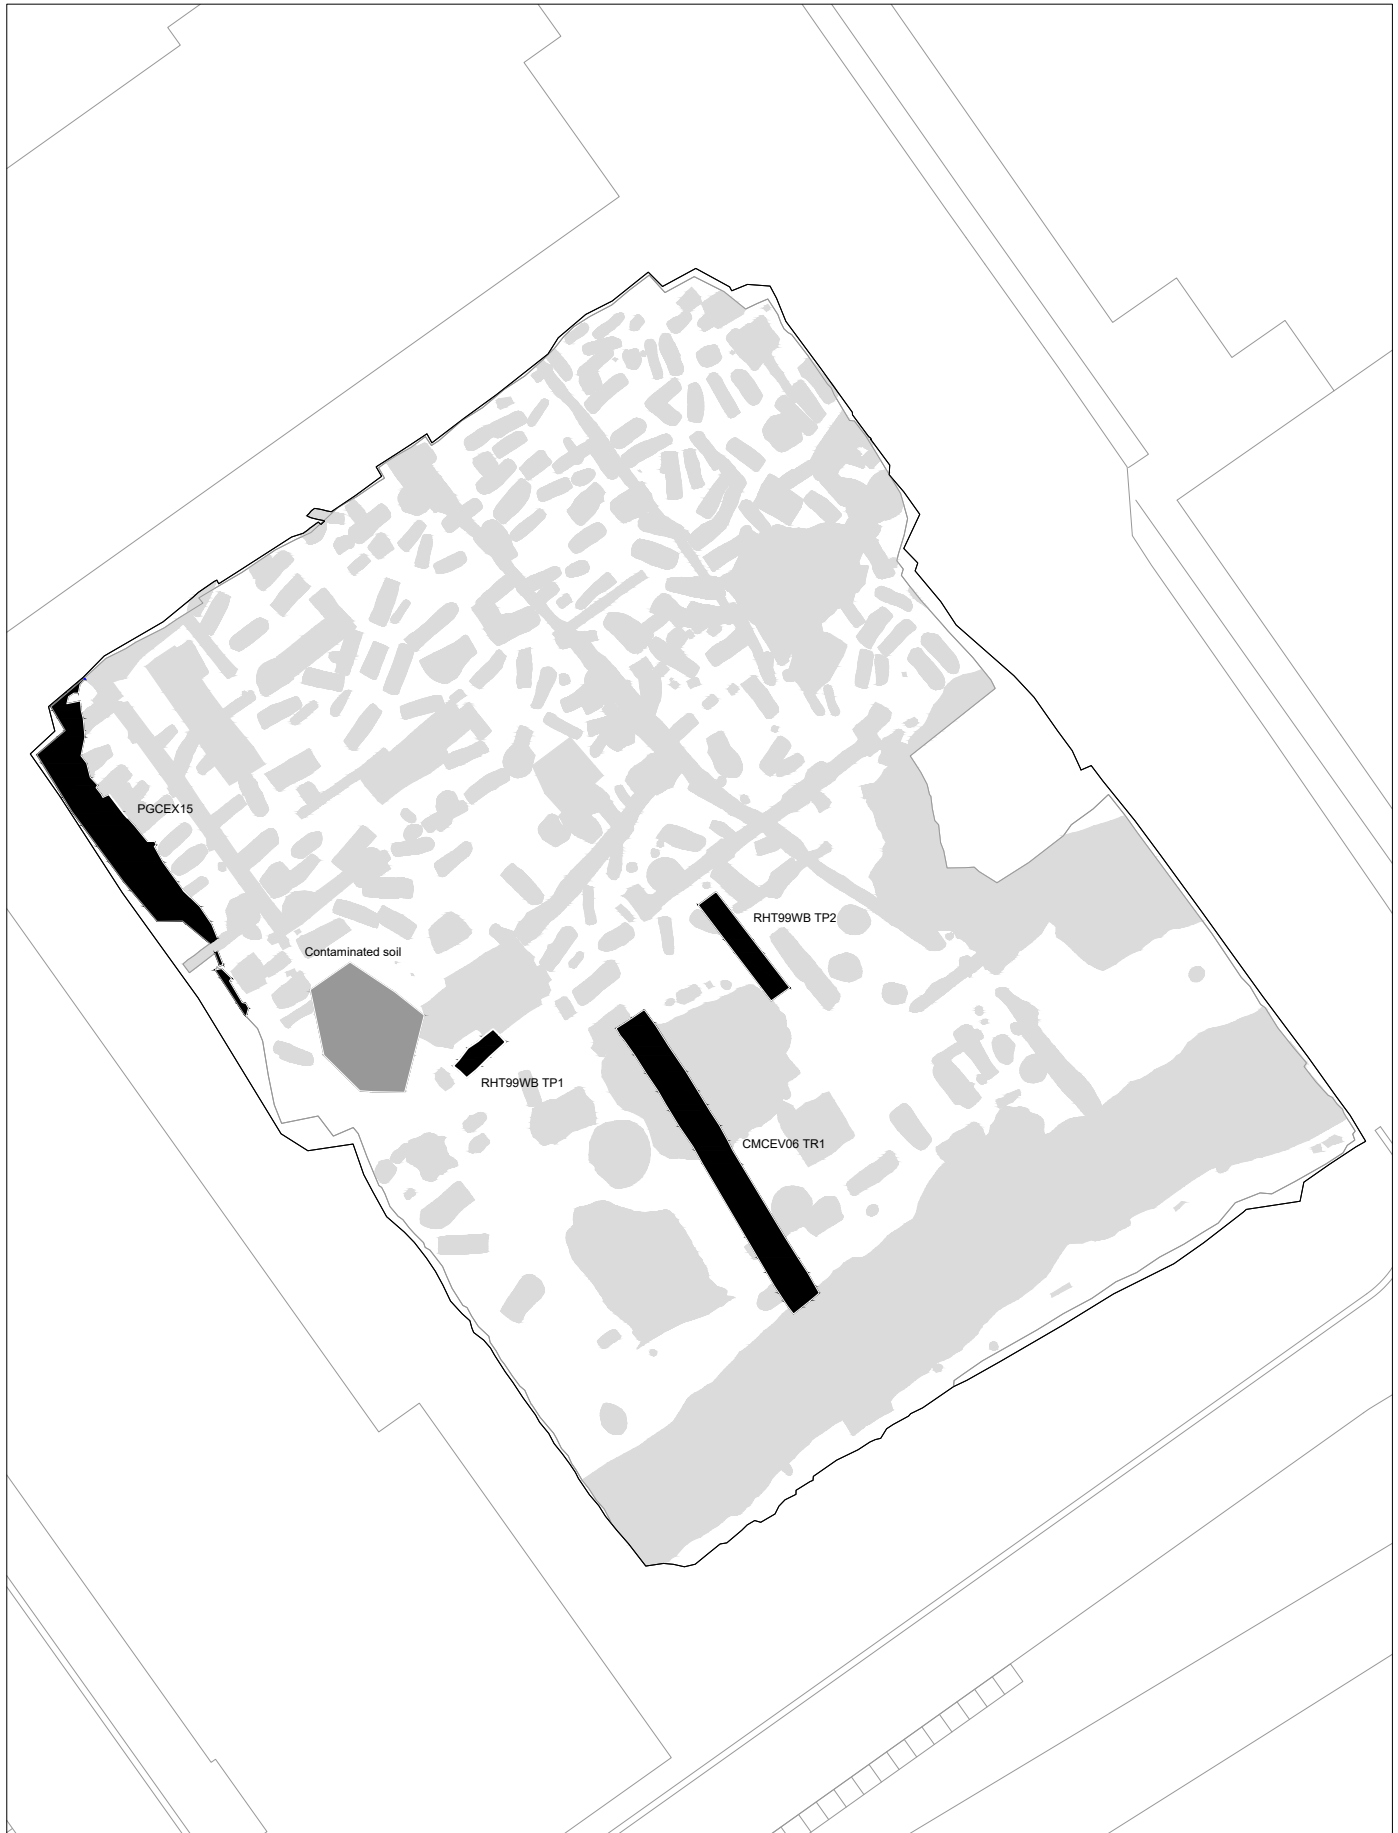 PGCEX15
RHT99WB TP2
Contaminated soil
RHT99WB TP1
CMCEV06 TR1